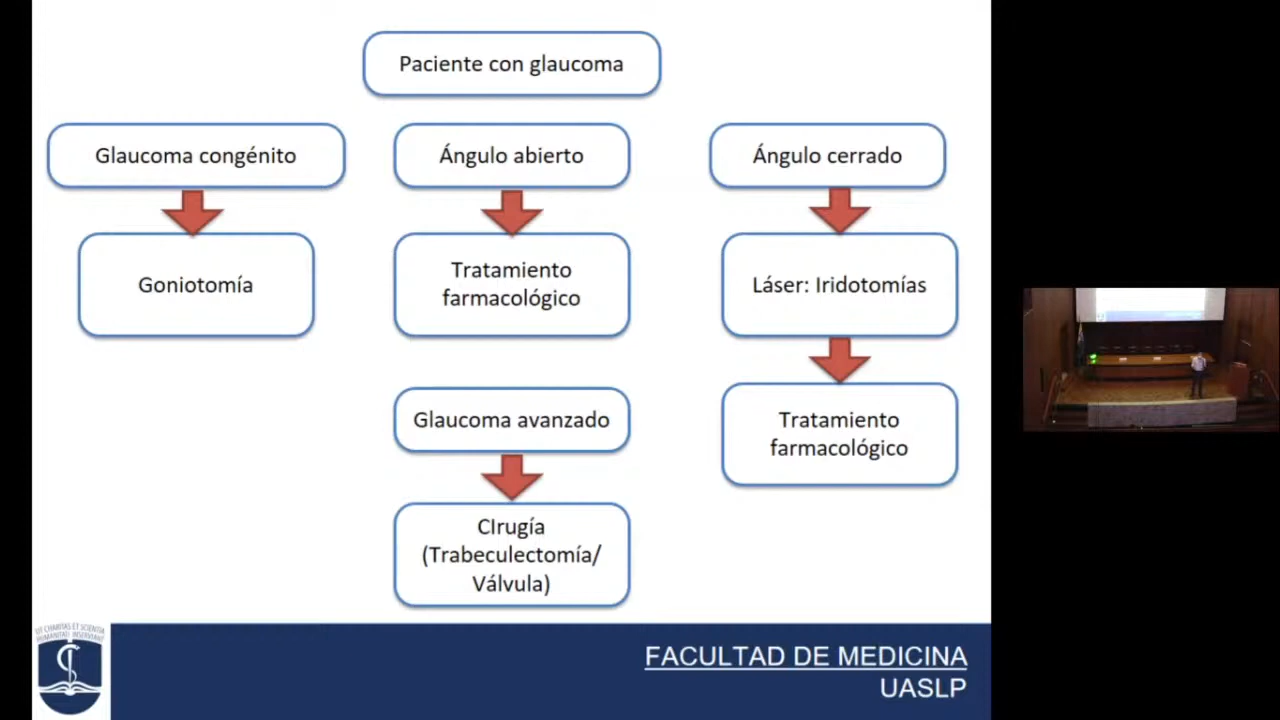 Paciente con glaucoma
Glaucoma congénito
Ángulo abierto
Ángulo cerrado
Goniotomía
Tratamiento
farmacológico
Láser: Iridotomías
Glaucoma avanzado
Tratamiento
farmacológico
CIrugía
(Trabeculectomía/
Válvula)
FACULTAD DE MEDICINA
UASLP